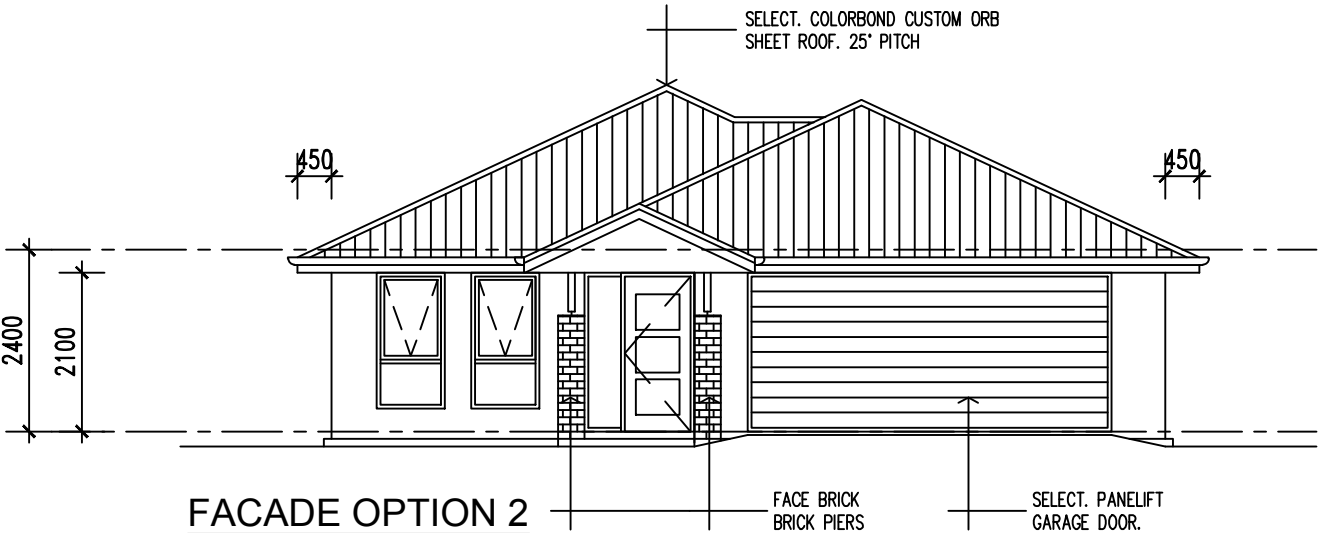 SELECT. COLORBOND CUSTOM ORB
SHEET ROOF. 25° PITCH
450
450
2400
2100
FACADE OPTION 2
FACE BRICK
BRICK PIERS
SELECT. PANELIFT
GARAGE DOOR.